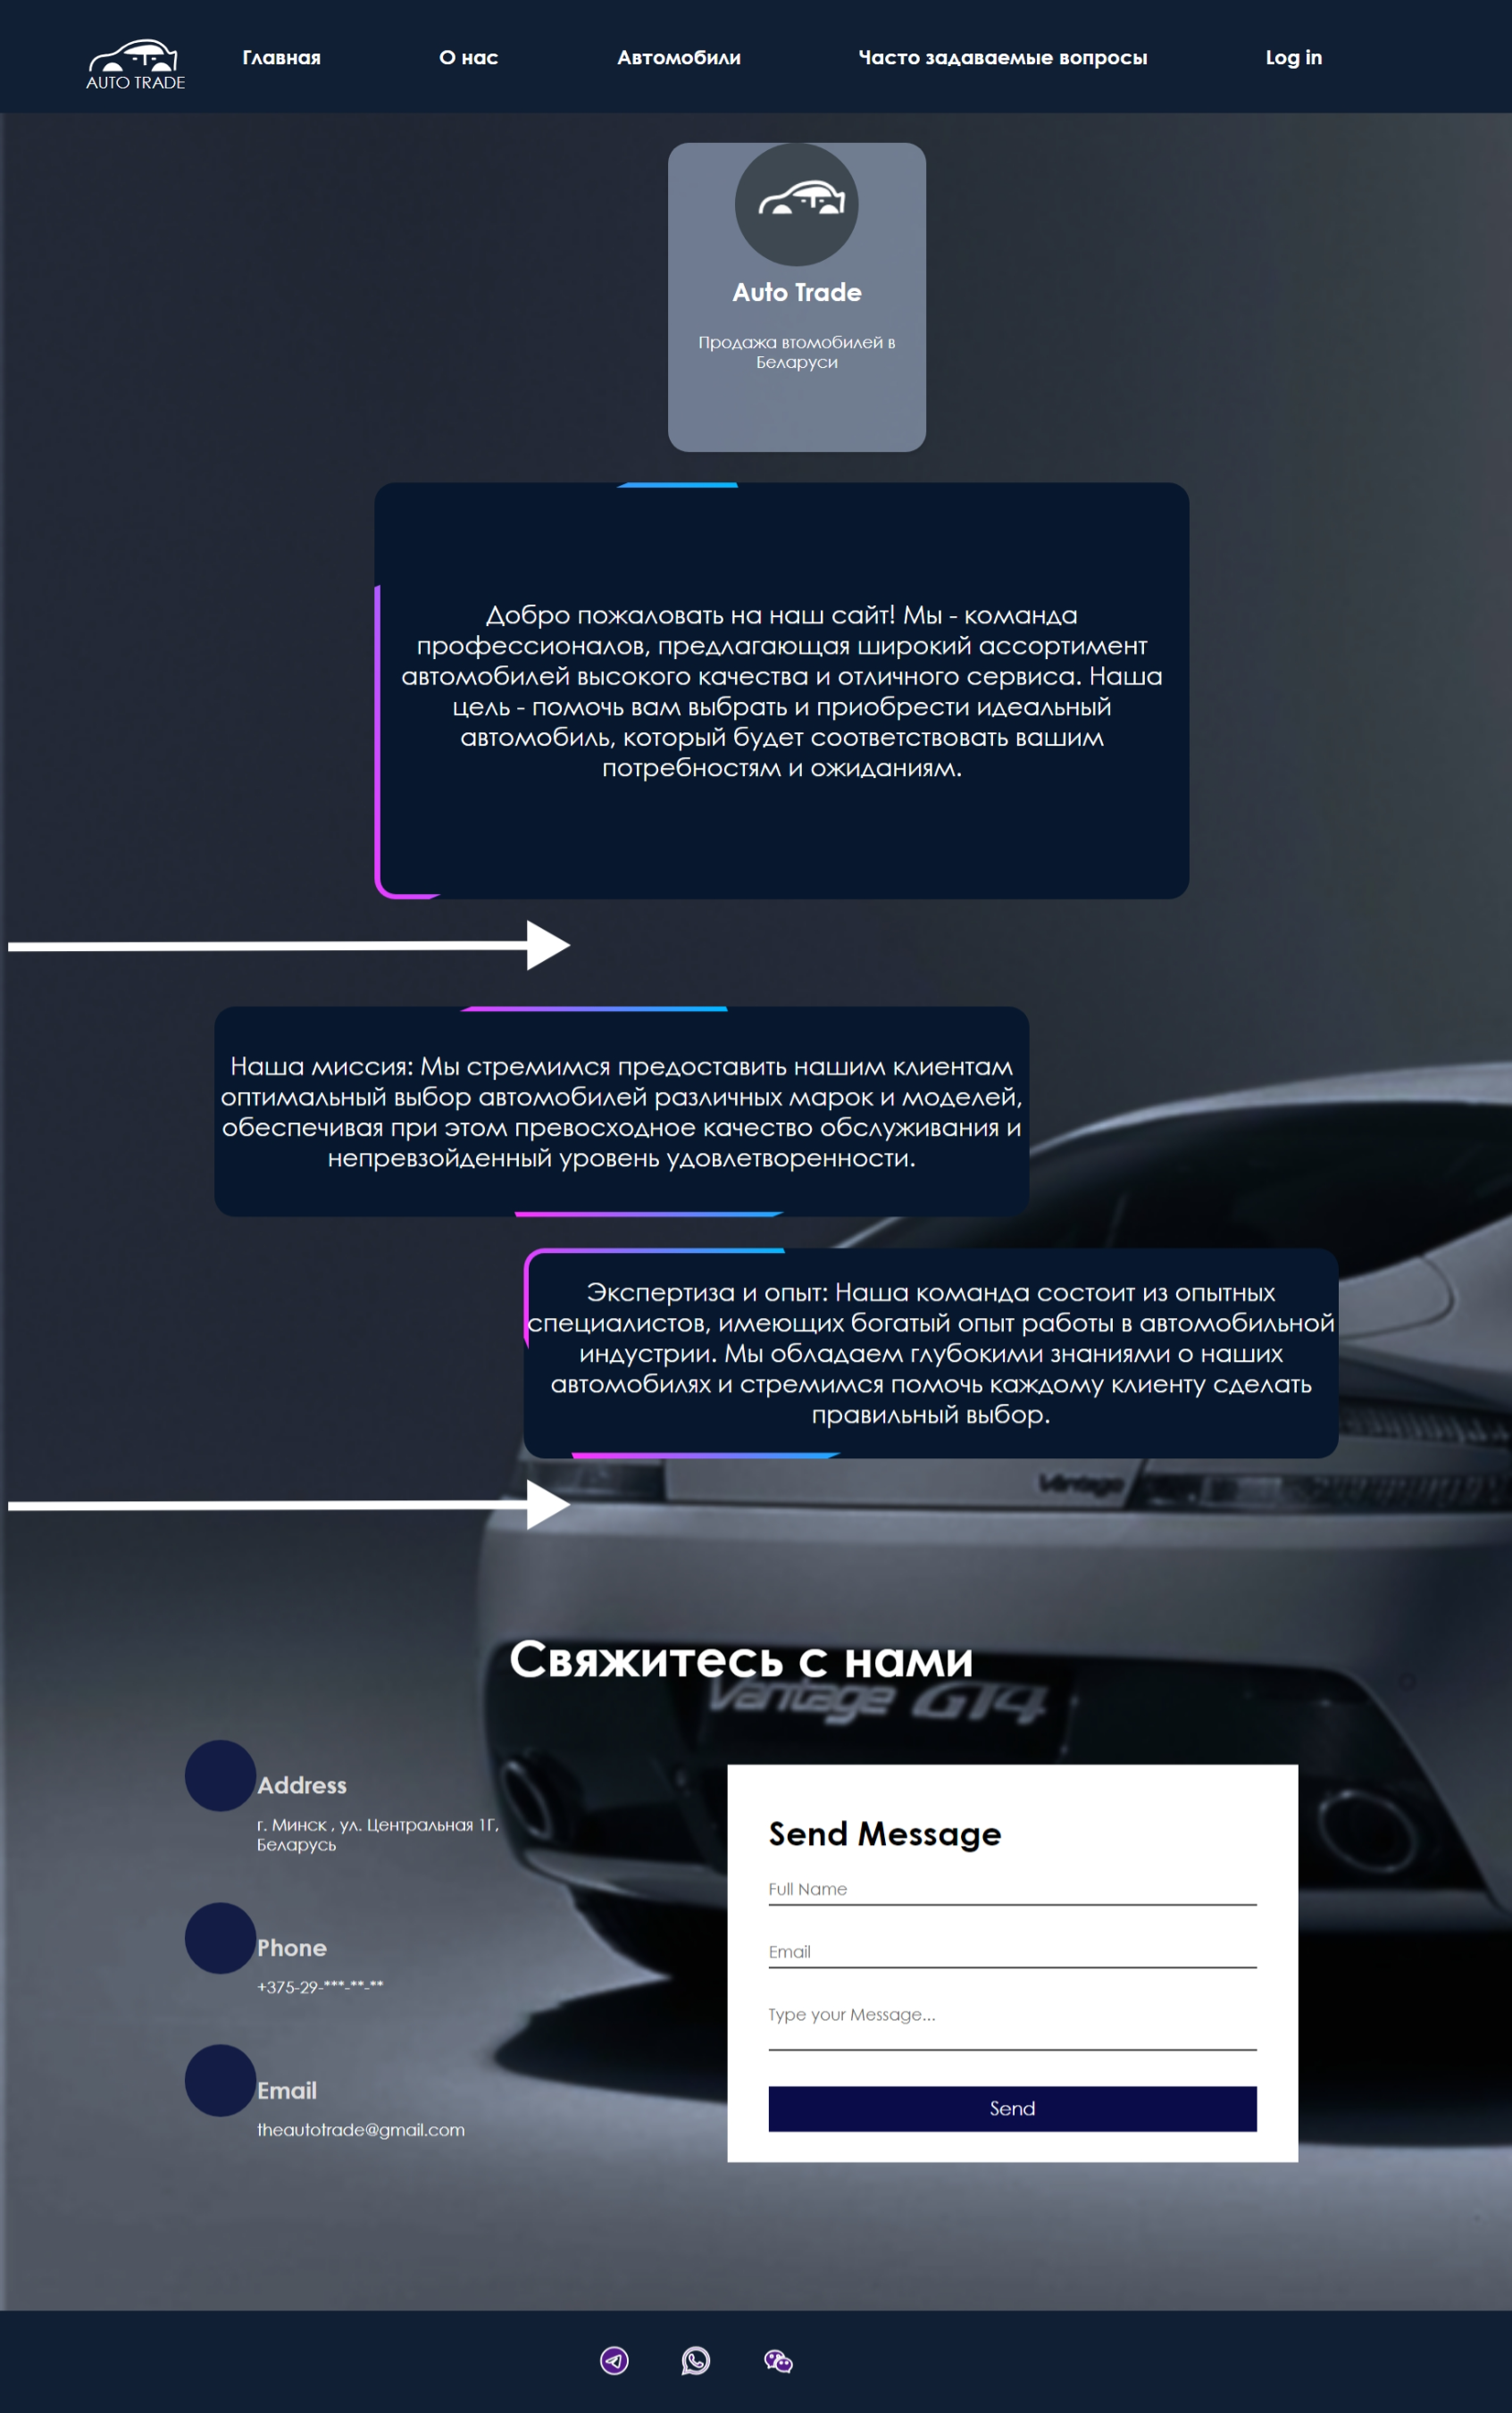 AUTO TRADE
Главная
О нас
Автомобили
Часто задаваемые вопросы
Log in
Auto Trade
Продажа втомобилей в
Беларуси
Добро пожаловать на наш сайт! Мы - команда
профессионалов, предлагающая широкий ассортимент
автомобилей высокого качества и отличного сервиса. Наша
цель - помочь вам выбрать и приобрести идеальный
автомобиль, который будет соответствовать вашим
потребностям и ожиданиям.
Наша миссия: Мы стремимся предоставить нашим клиентам
оптимальный выбор автомобилей различных марок и моделей,
обеспечивая при этом превосходное качество обслуживания и
непревзойденный уровень удовлетворенности.
Экспертиза и опыт: Наша команда состоит из опытных
специалистов, имеющих богатый опыт работы в автомобильной
индустрии. Мы обладаем глубокими знаниями о наших
автомобилях и стремимся помочь каждому клиенту сделать
правильный выбор.
Vantage
Свяжитесь с нами
Vantage GT4
Address
г. Минск , ул. Центральная 1Г,
Беларусь
Phone
+375-29-***-**-**
Email
theautotrade@gmail.com
Send Message
Full Name
Email
Type your Message...
Send